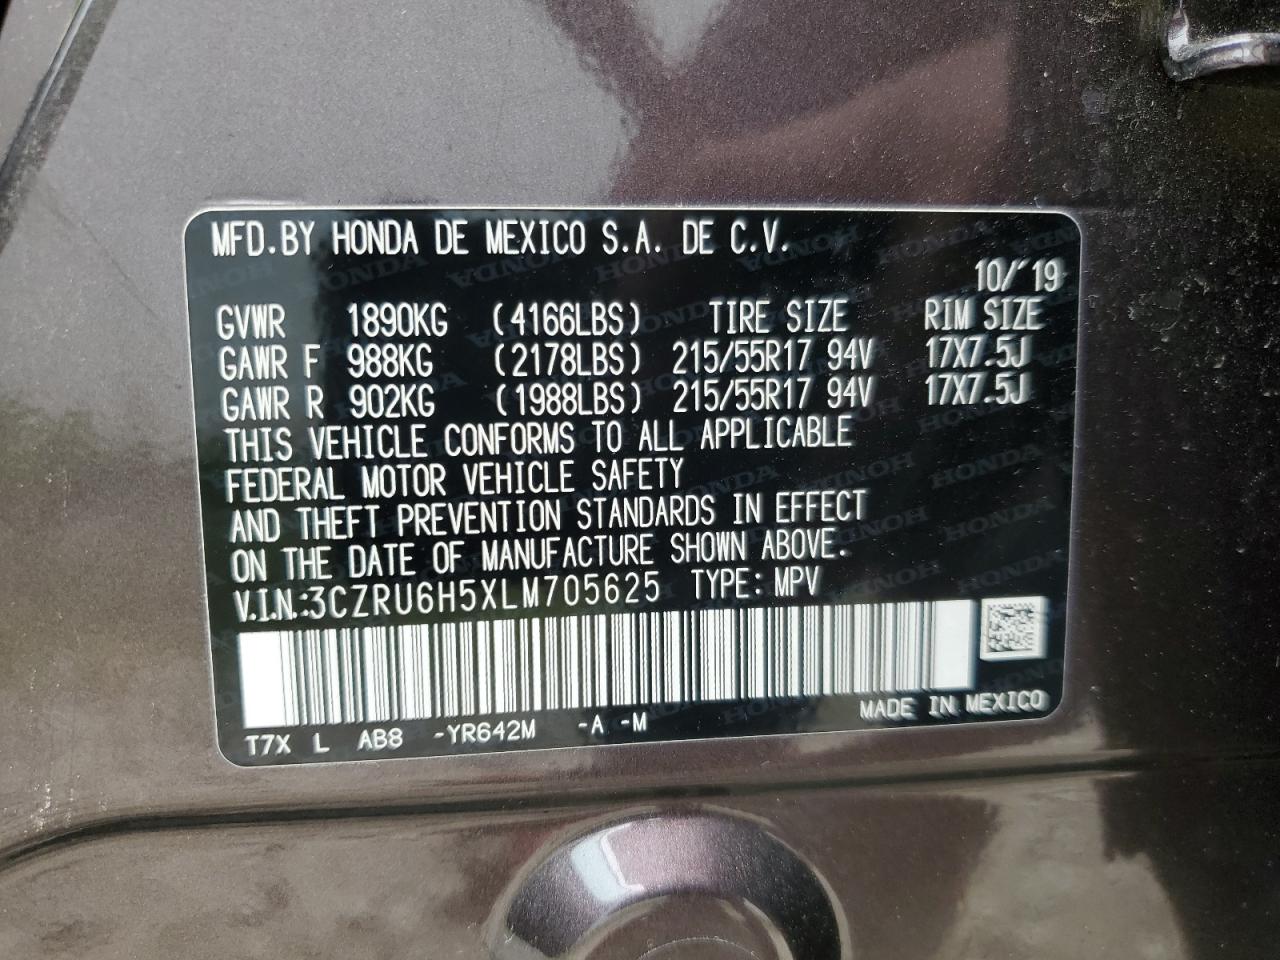 MFD.BY HONDA DE MEXICO S.A. DE C.V.
10/'19
GVWR 1890KG (4166LBS) TIRE SIZE RIM SIZE
GAWR F 988KG (2178LBS) 215/55R17 94V 17X7.5J
GAWR R 902KG (1988LBS) 215/55R17 94V 17X7.5J
THIS VEHICLE CONFORMS TO ALL APPLICABLE
FEDERAL MOTOR VEHICLE SAFETY
AND THEFT PREVENTION STANDARDS IN EFFECT
ON THE DATE OF MANUFACTURE SHOWN ABOVE.
V.I.N.:3CZRU6H5XLM705625 TYPE: MPV
MADE IN MEXICO
T7X L AB8 -YR642M -A -M